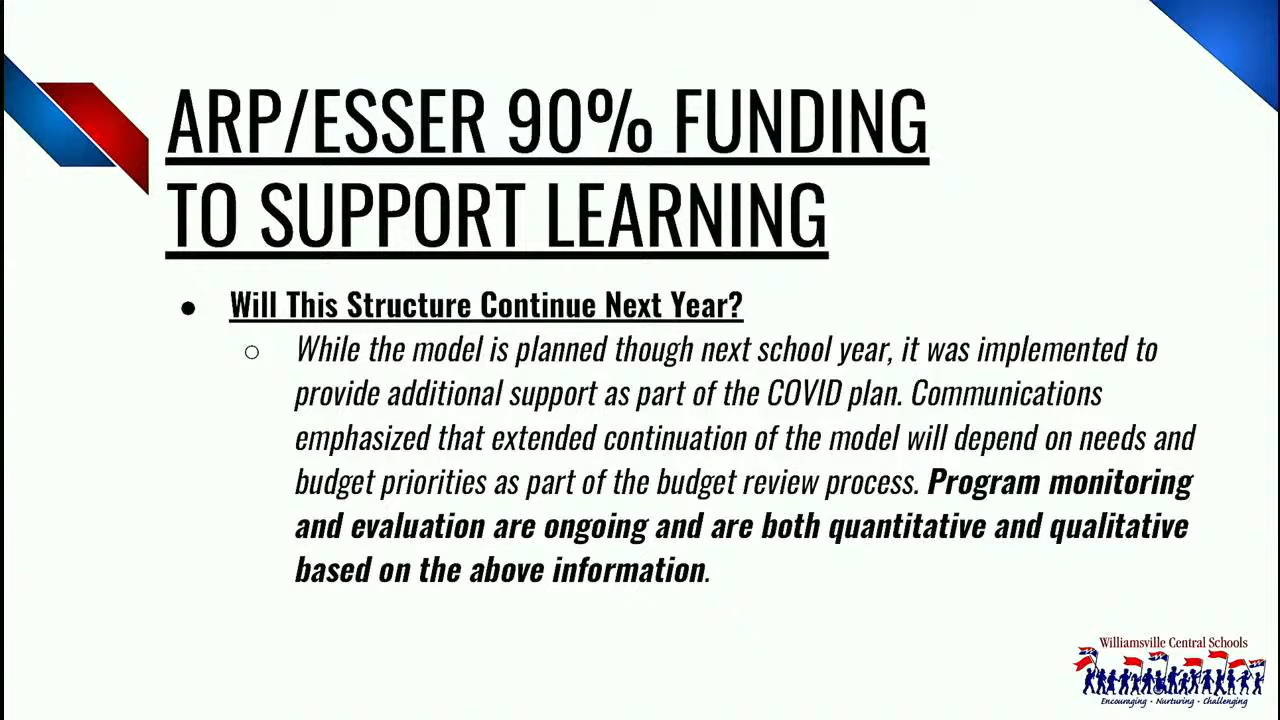 ARP/ESSER 90% FUNDING
TO SUPPORT LEARNING
● Will This Structure Continue Next Year?
○ While the model is planned though next school year, it was implemented to
provide additional support as part of the COVID plan. Communications
emphasized that extended continuation of the model will depend on needs and
budget priorities as part of the budget review process. Program monitoring
and evaluation are ongoing and are both quantitative and qualitative
based on the above information.
Williamsville Central Schools
Encouraging • Nurturing • Challenging